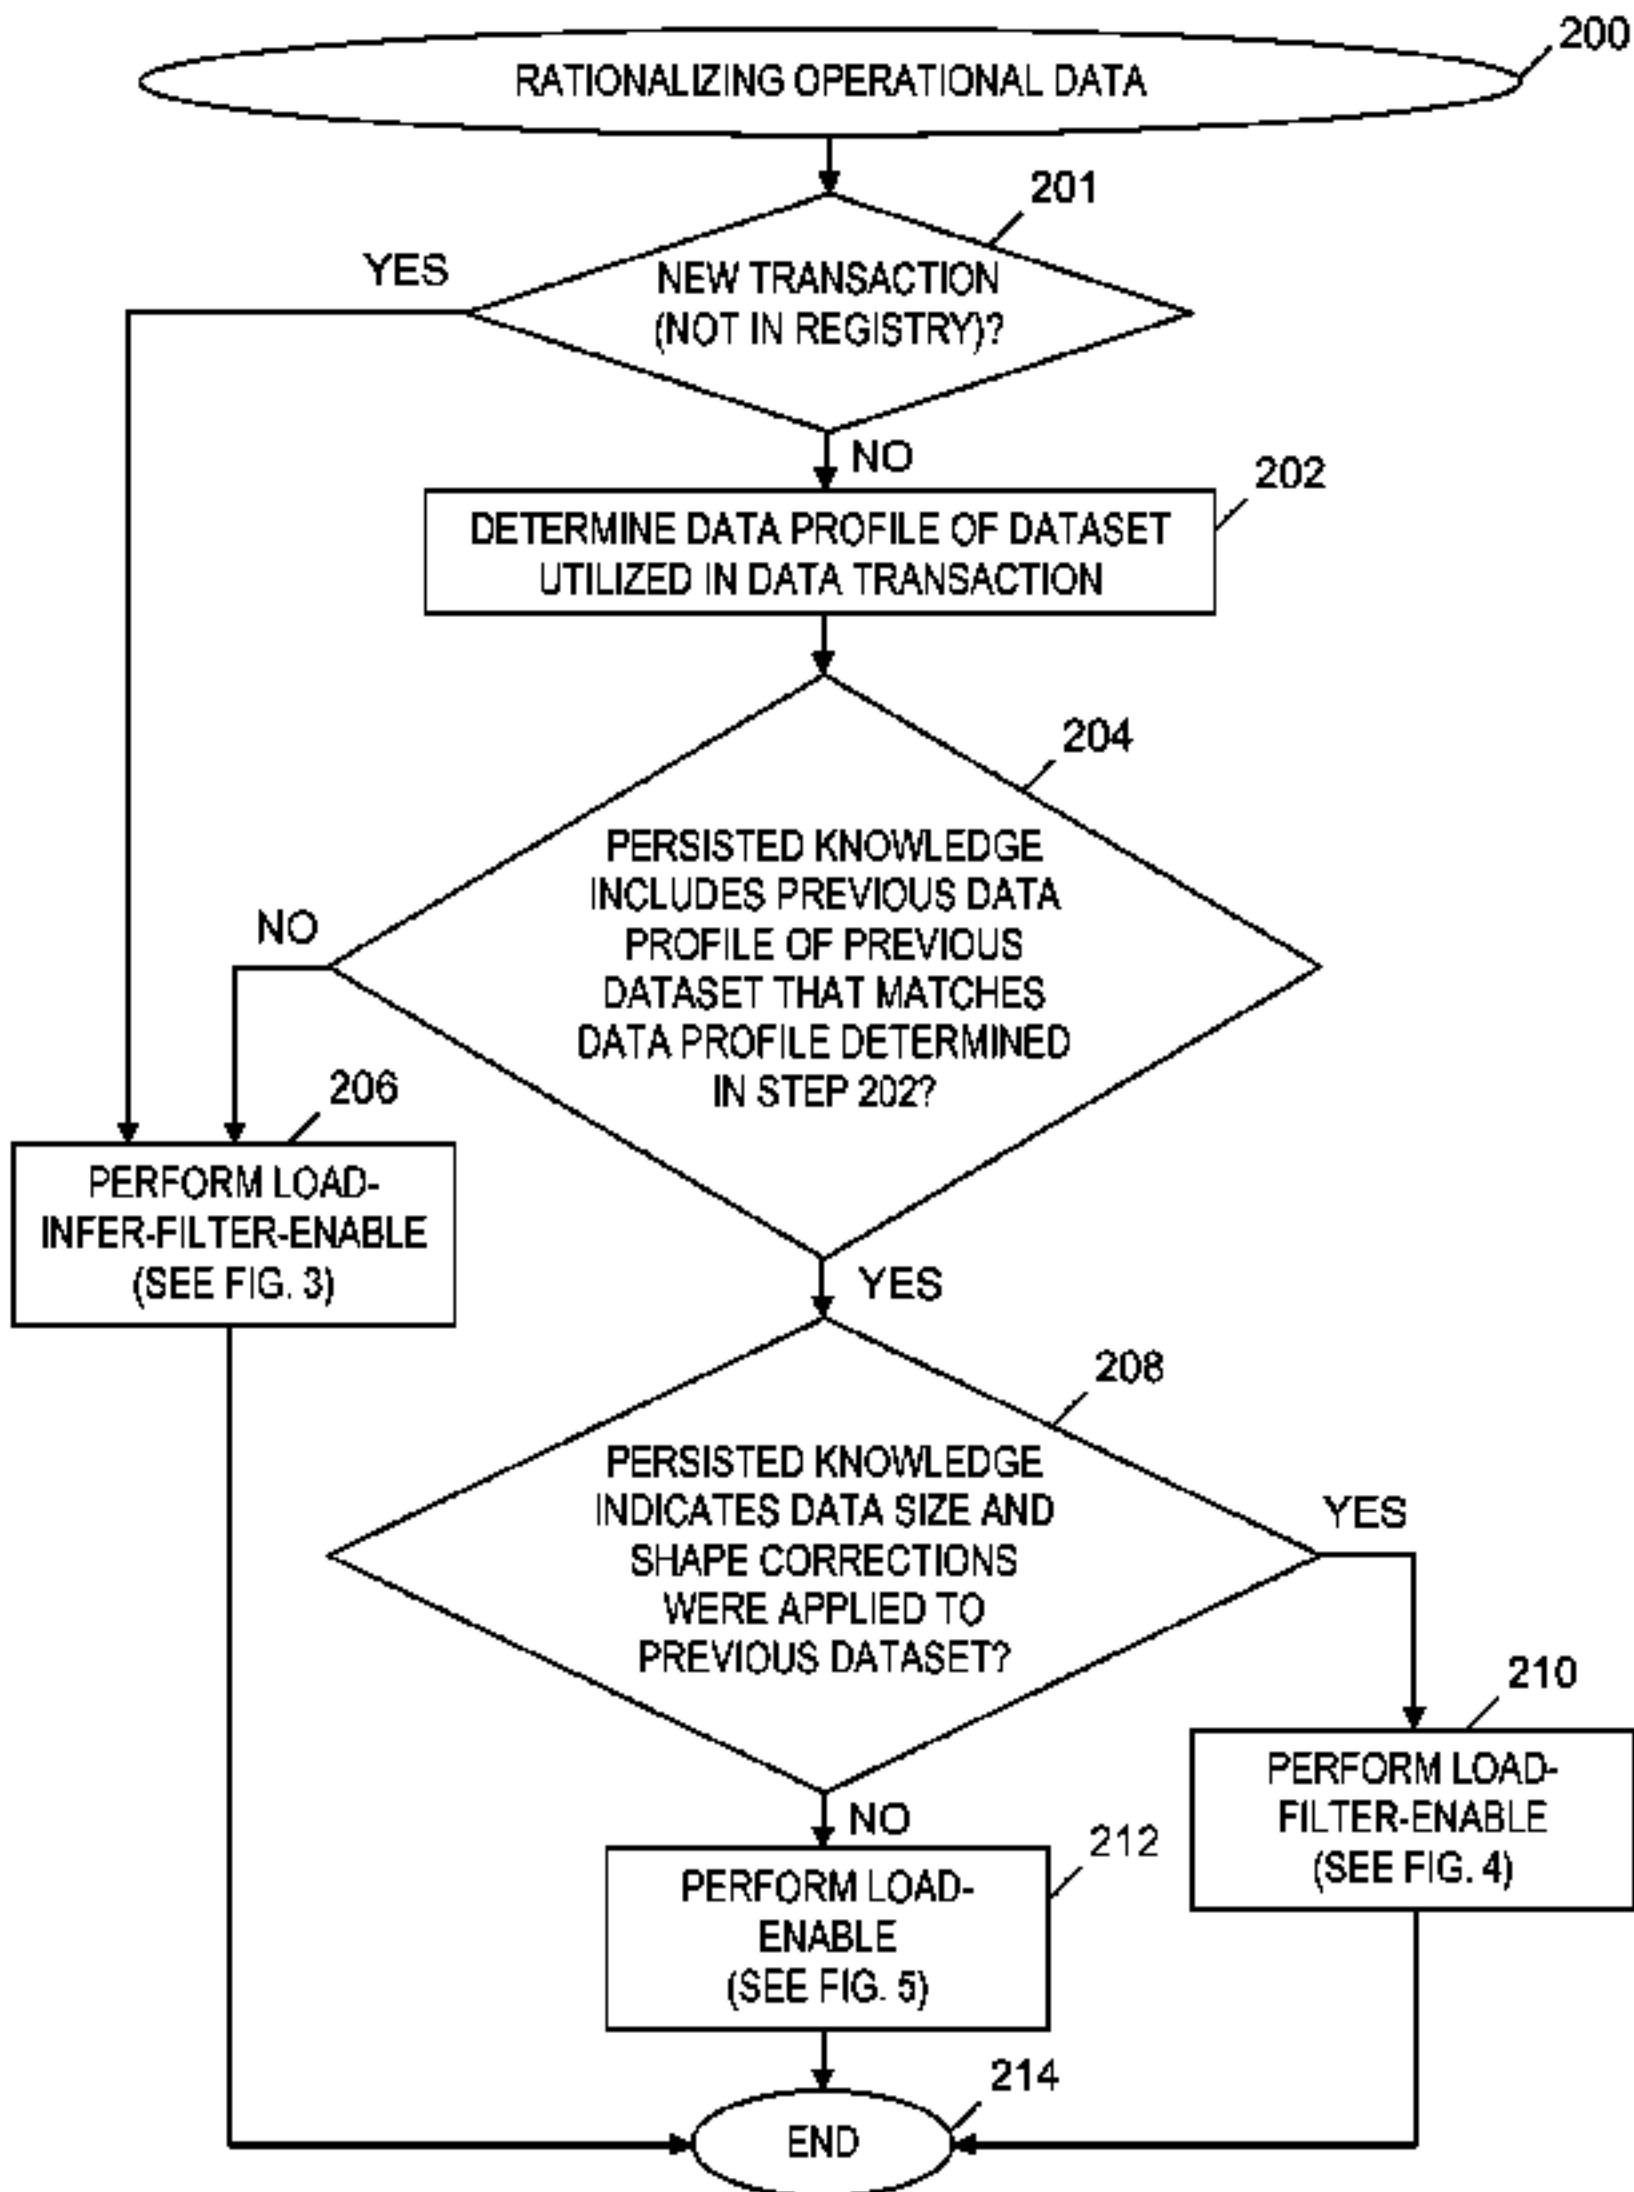 200
RATIONALIZING OPERATIONAL DATA
201
YES
NEW TRANSACTION
(NOT IN REGISTRY)?
NO
202
DETERMINE DATA PROFILE OF DATASET
UTILIZED IN DATA TRANSACTION
204
PERSISTED KNOWLEDGE
INCLUDES PREVIOUS DATA
PROFILE OF PREVIOUS
DATASET THAT MATCHES
DATA PROFILE DETERMINED
IN STEP 202?
NO
206
PERFORM LOAD-
INFER-FILTER-ENABLE
(SEE FIG. 3)
YES
208
PERSISTED KNOWLEDGE
INDICATES DATA SIZE AND
SHAPE CORRECTIONS
WERE APPLIED TO
PREVIOUS DATASET?
YES
210
PERFORM LOAD-
FILTER-ENABLE
(SEE FIG. 4)
NO
212
PERFORM LOAD-
ENABLE
(SEE FIG. 5)
214
END